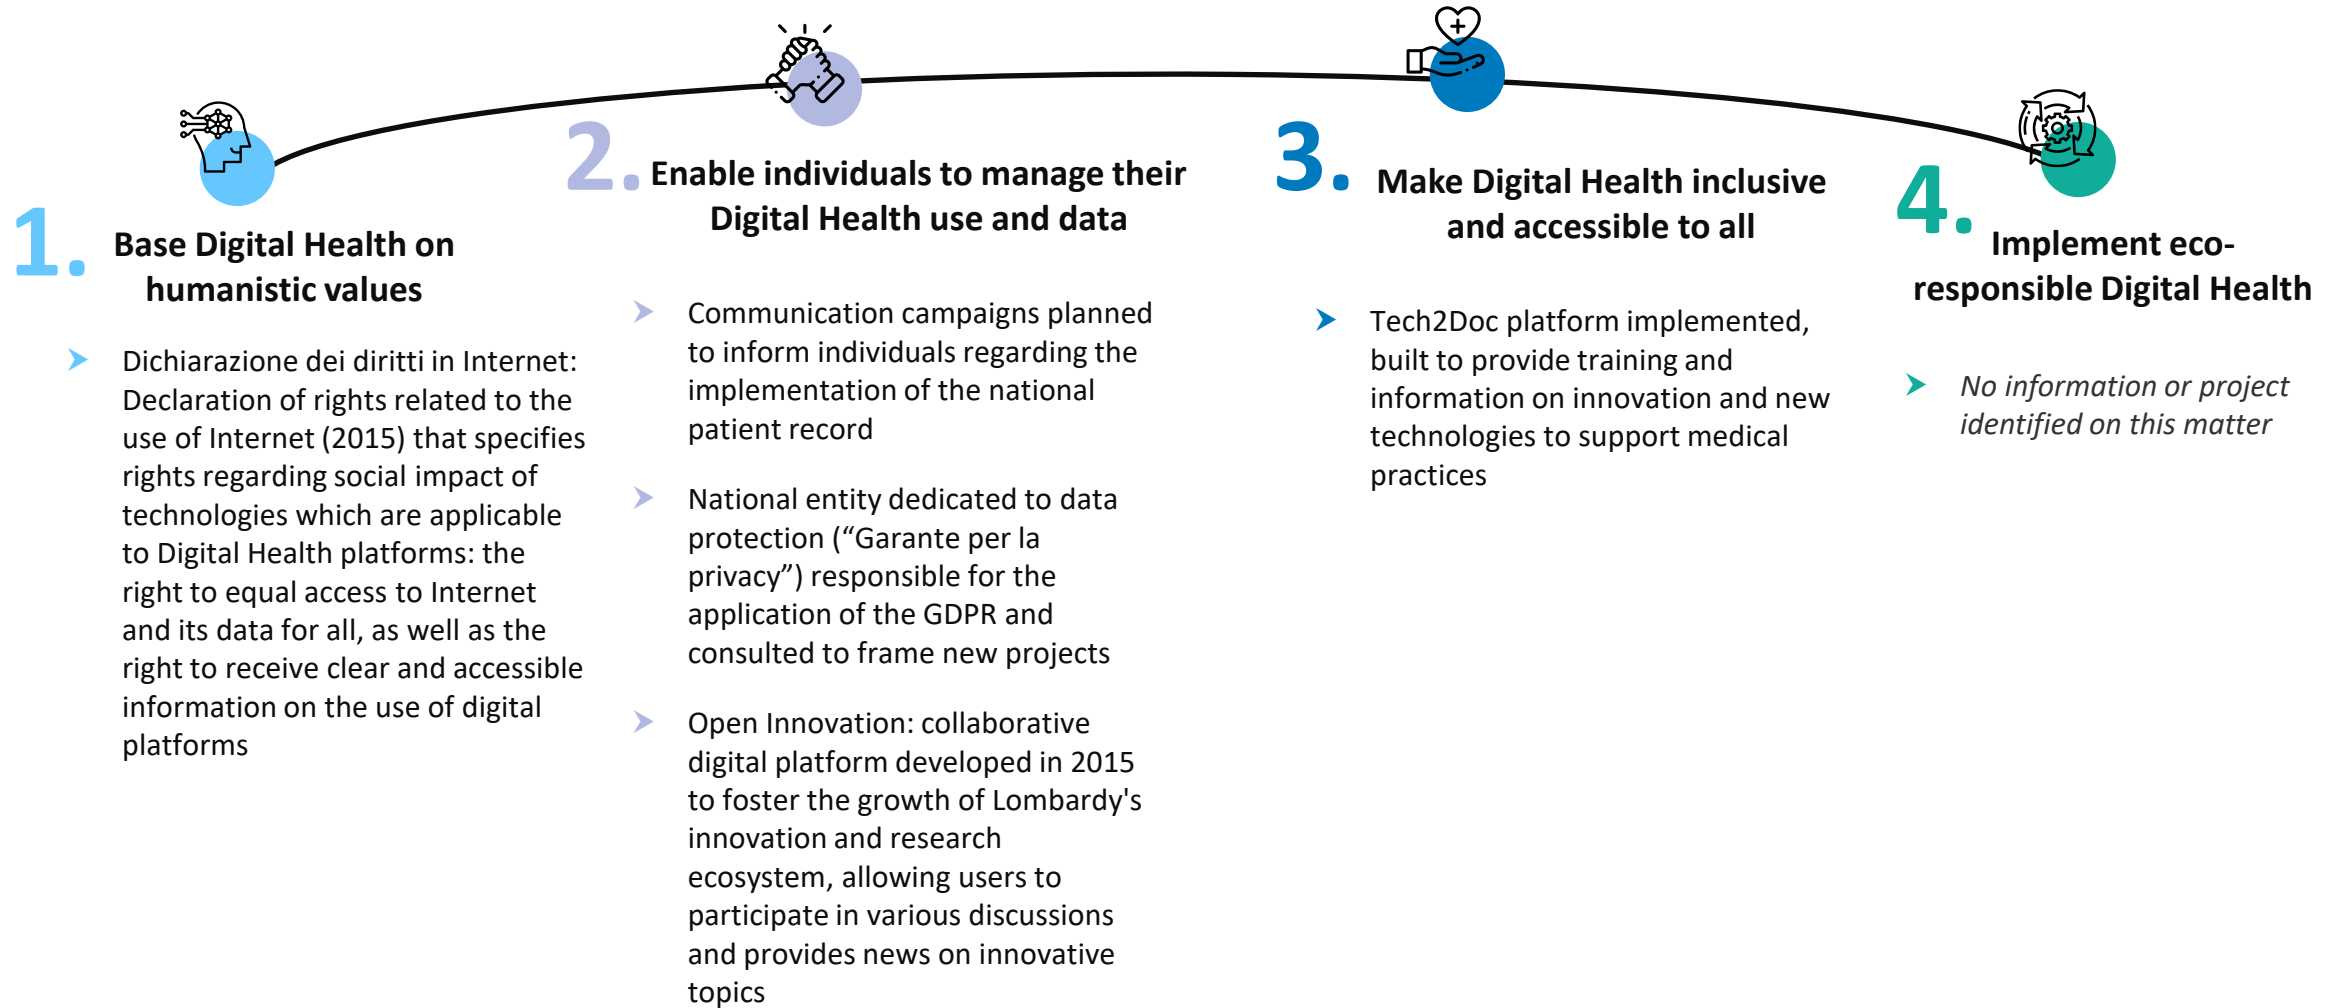 1.
Base Digital Health on
humanistic values
Dichiarazione dei diritti in Internet:
Declaration of rights related to the
use of Internet (2015) that specifies
rights regarding social impact of
technologies which are applicable
to Digital Health platforms: the
right to equal access to Internet
and its data for all, as well as the
right to receive clear and accessible
information on the use of digital
platforms
2.
Enable individuals to manage their
Digital Health use and data
Communication campaigns planned
to inform individuals regarding the
implementation of the national
patient record
National entity dedicated to data
protection (“Garante per la
privacy”) responsible for the
application of the GDPR and
consulted to frame new projects
Open Innovation: collaborative
digital platform developed in 2015
to foster the growth of Lombardy's
innovation and research
ecosystem, allowing users to
participate in various discussions
and provides news on innovative
topics
3.
Make Digital Health inclusive
and accessible to all
Tech2Doc platform implemented,
built to provide training and
information on innovation and new
technologies to support medical
practices
4.
Implement eco-
responsible Digital Health
No information or project
identified on this matter